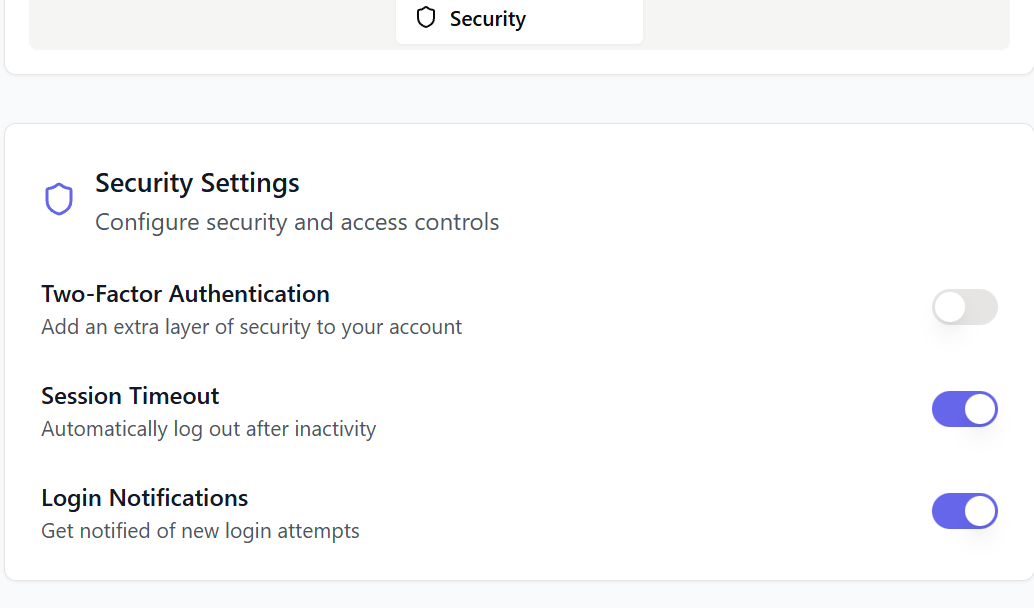 Security
Security Settings
Configure security and access controls
Two-Factor Authentication
Add an extra layer of security to your account
Session Timeout
Automatically log out after inactivity
Login Notifications
Get notified of new login attempts